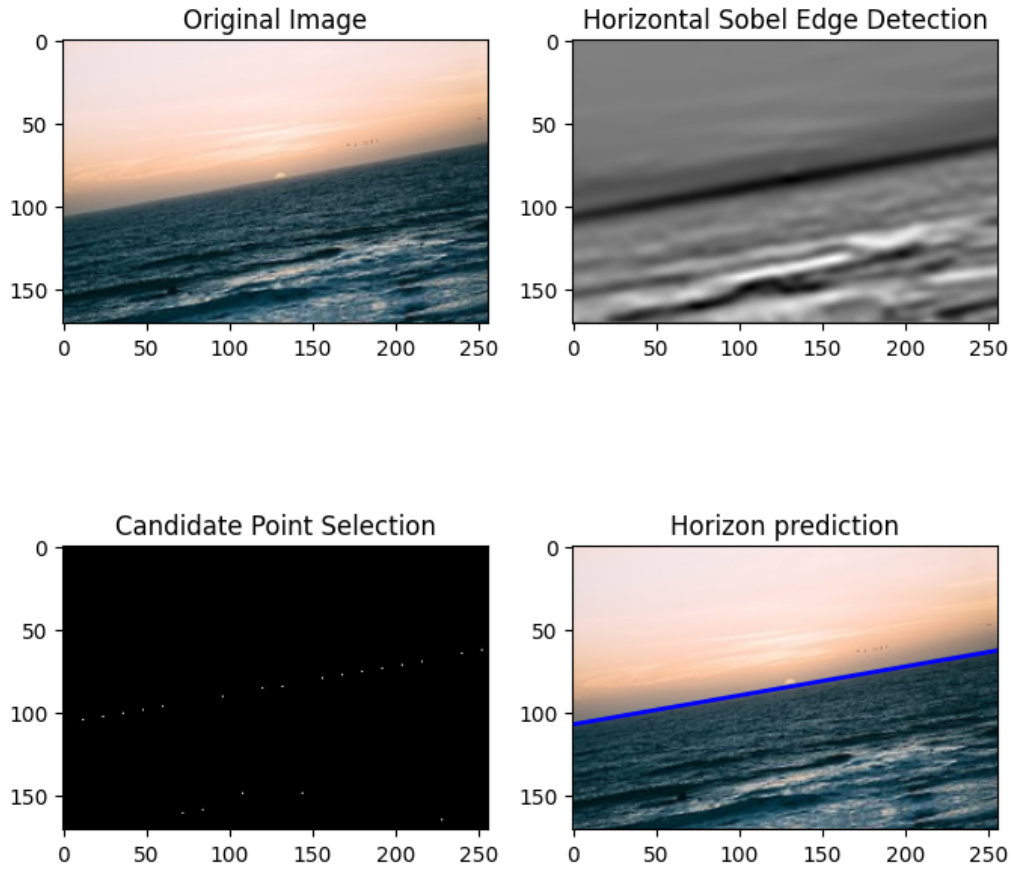 Original Image
Horizontal Sobel Edge Detection
0
50
100
150
0 50 100 150 200 250
0
50
100
150
0 50 100 150 200 250
Candidate Point Selection
Horizon prediction
0
50
100
150
0 50 100 150 200 250
0
50
100
150
0 50 100 150 200 250